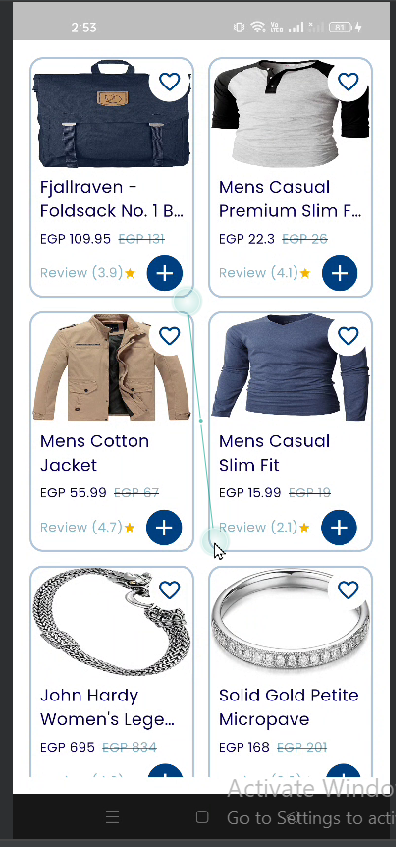 2:53
Fjallraven -
Foldsack No. 1 B...
EGP 109.95 EGP 131
Review (3.9)
Mens Casual
Premium Slim F...
EGP 22.3 EGP 26
Review (4.1)
Mens Cotton
Jacket
EGP 55.99 EGP 67
Review (4.7)
Mens Casual
Slim Fit
EGP 15.99 EGP 19
Review (2.1)
John Hardy
Women's Lege...
EGP 695 EGP 834
Solid Gold Petite
Micropave
EGP 168 EGP 201
Activate Windo
Go to Settings to acti